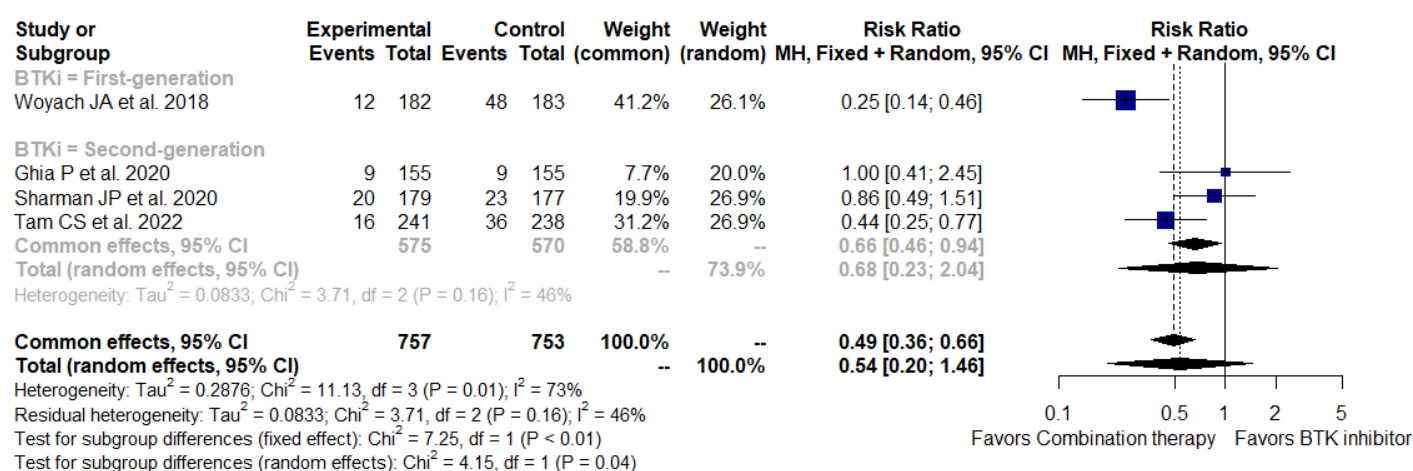 Study or Experimental Control Weight Weight Risk Ratio Risk Ratio
Subgroup Events Total Events Total (common) (random) MH, Fixed + Random, 95% CI MH, Fixed + Random, 95% CI
BTKi = First-generation
Woyach JA et al. 2018 12 182 48 183 41.2% 26.1% 0.25 [0.14; 0.46]
BTKi = Second-generation
Ghia P et al. 2020 9 155 9 155 7.7% 20.0% 1.00 [0.41; 2.45]
Sharman JP et al. 2020 20 179 23 177 19.9% 26.9% 0.86 [0.49; 1.51]
Tam CS et al. 2022 16 241 36 238 31.2% 26.9% 0.44 [0.25; 0.77]
Common effects, 95% CI 575 570 58.8% -- 0.66 [0.46; 0.94]
Total (random effects, 95% CI) -- 73.9% 0.68 [0.23; 2.04]
Heterogeneity: Tau² = 0.0833; Chi² = 3.71, df = 2 (P = 0.16); I² = 46%
Common effects, 95% CI 757 753 100.0% -- 0.49 [0.36; 0.66]
Total (random effects, 95% CI) -- 100.0% 0.54 [0.20; 1.46]
Heterogeneity: Tau² = 0.2876; Chi² = 11.13, df = 3 (P = 0.01); I² = 73%
Residual heterogeneity: Tau² = 0.0833; Chi² = 3.71, df = 2 (P = 0.16); I² = 46%
0.1 0.5 1 2 5
Test for subgroup differences (fixed effect): Chi² = 7.25, df = 1 (P < 0.01)
Favors Combination therapy Favors BTK inhibitor
Test for subgroup differences (random effects): Chi² = 4.15, df = 1 (P = 0.04)